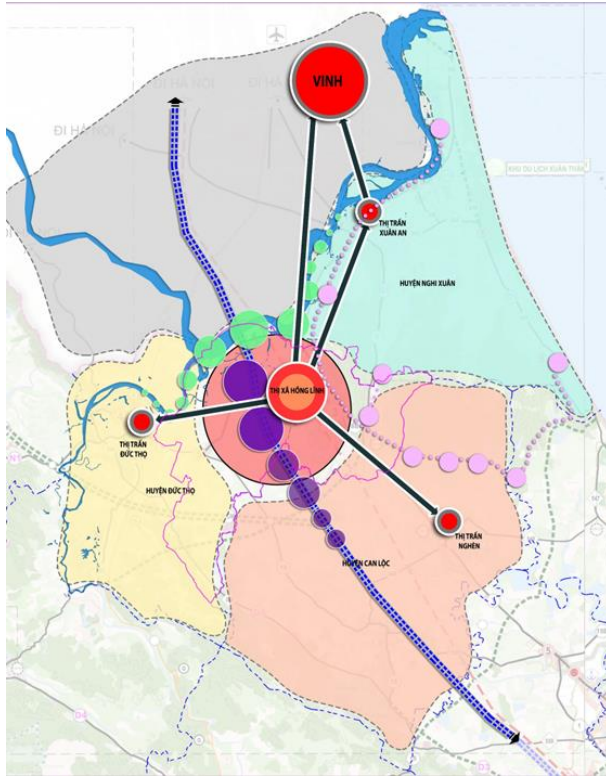 VINH
ĐI HÀ NỘI
ĐI HÀ NỘI
KHU DU LỊCH XUÂN THÀNH
THỊ TRẤN
XUÂN AN
HUYỆN NGHI XUÂN
THỊ XÃ HỒNG LĨNH
THỊ TRẤN
ĐỨC THỌ
HUYỆN ĐỨC THỌ
THỊ TRẤN
NGHÈN
HUYỆN CAN LỘC